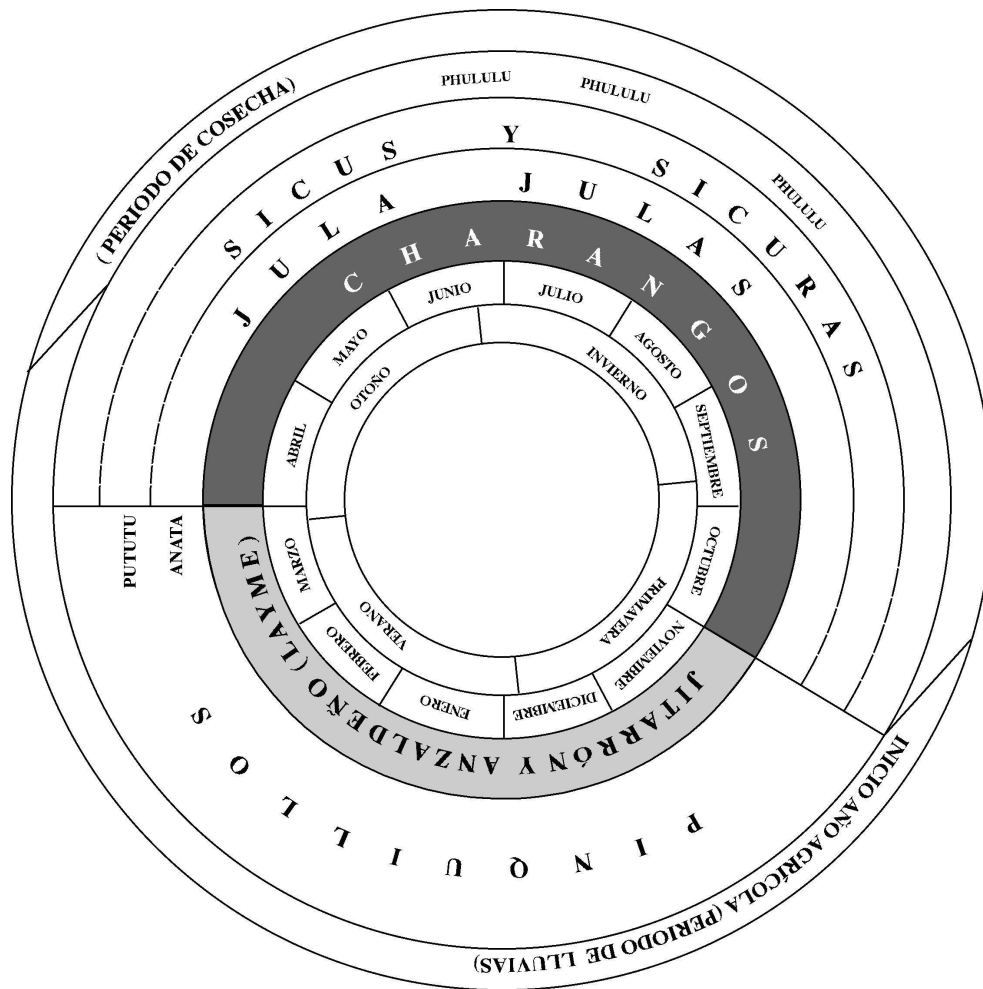 (PERIODO DE COSECHA)
PHULULU
PHULULU
PHULULU
SICUS Y SICURAS
JULA JULAS
CHARANGOS
JUNIO
JULIO
MAYO
AGOSTO
ABRIL
SEPTIEMBRE
OTOÑO
INVIERNO
MARZO
OCTUBRE
VERANO
PRIMAVERA
FEBRERO
NOVIEMBRE
ENERO
DICIEMBRE
PUTUTU
ANATA
JITARRÓN Y ANZALDEÑO (LAYME)
PINQUILLOS
INICIO AÑO AGRÍCOLA (PERIODO DE LLUVIAS)